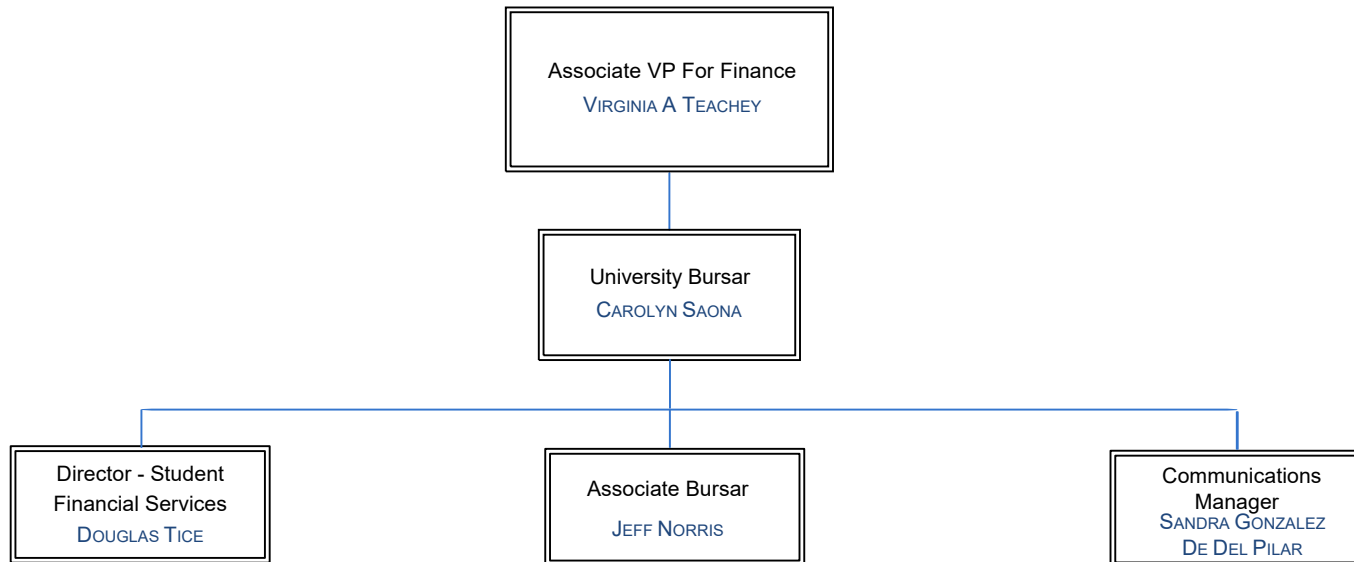 Associate VP For Finance
VIRGINIA A TEACHEY
University Bursar
CAROLYN SAONA
Director - Student
Financial Services
DOUGLAS TICE
Associate Bursar
JEFF NORRIS
Communications
Manager
SANDRA GONZALEZ
DE DEL PILAR